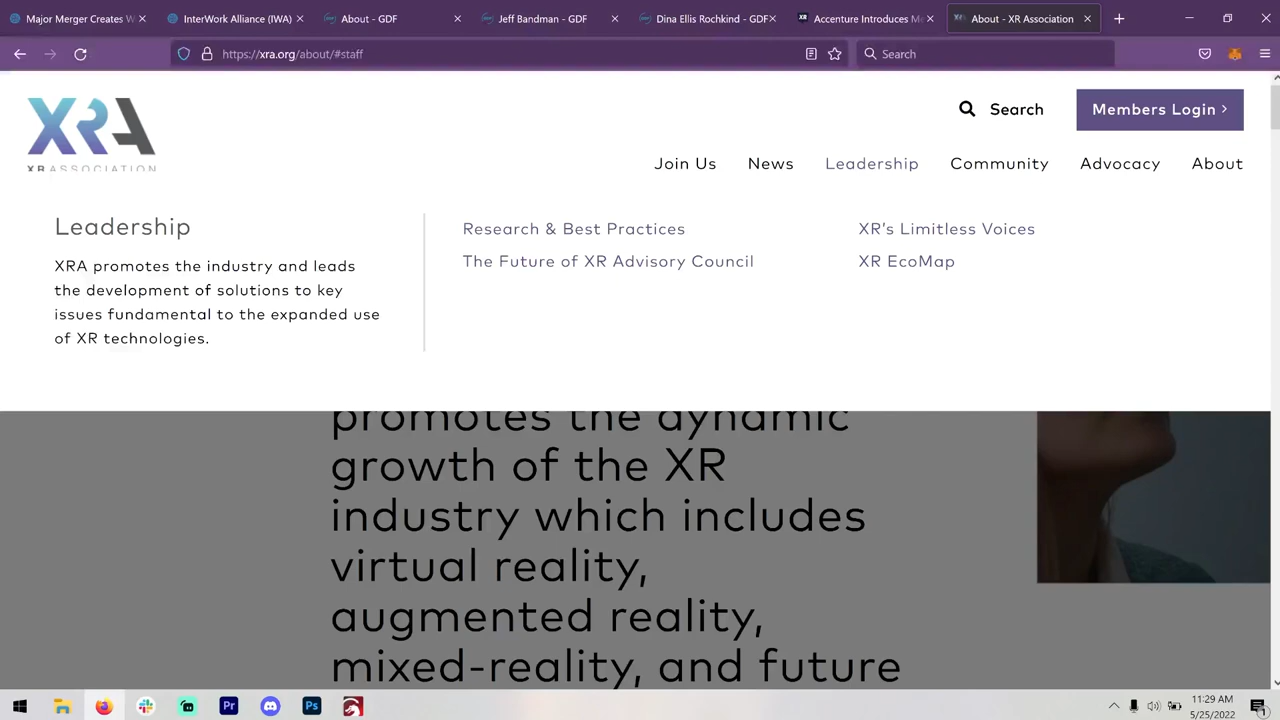 Major Merger Creates W
InterWork Alliance (IWA)
About - GDF
Jeff Bandman - GDF
Dina Ellis Rochkind - GDF
Accenture Introduces Me
About - XR Association
https://xra.org/about/#staff
Search
XRA
XR ASSOCIATION
Search
Members Login
Join Us
News
Leadership
Community
Advocacy
About
Leadership
XRA promotes the industry and leads
the development of solutions to key
issues fundamental to the expanded use
of XR technologies.
Research & Best Practices
The Future of XR Advisory Council
XR’s Limitless Voices
XR EcoMap
promotes the dynamic
growth of the XR
industry which includes
virtual reality,
augmented reality,
mixed-reality, and future
Pr
Ps
11:29 AM
5/25/2022
1